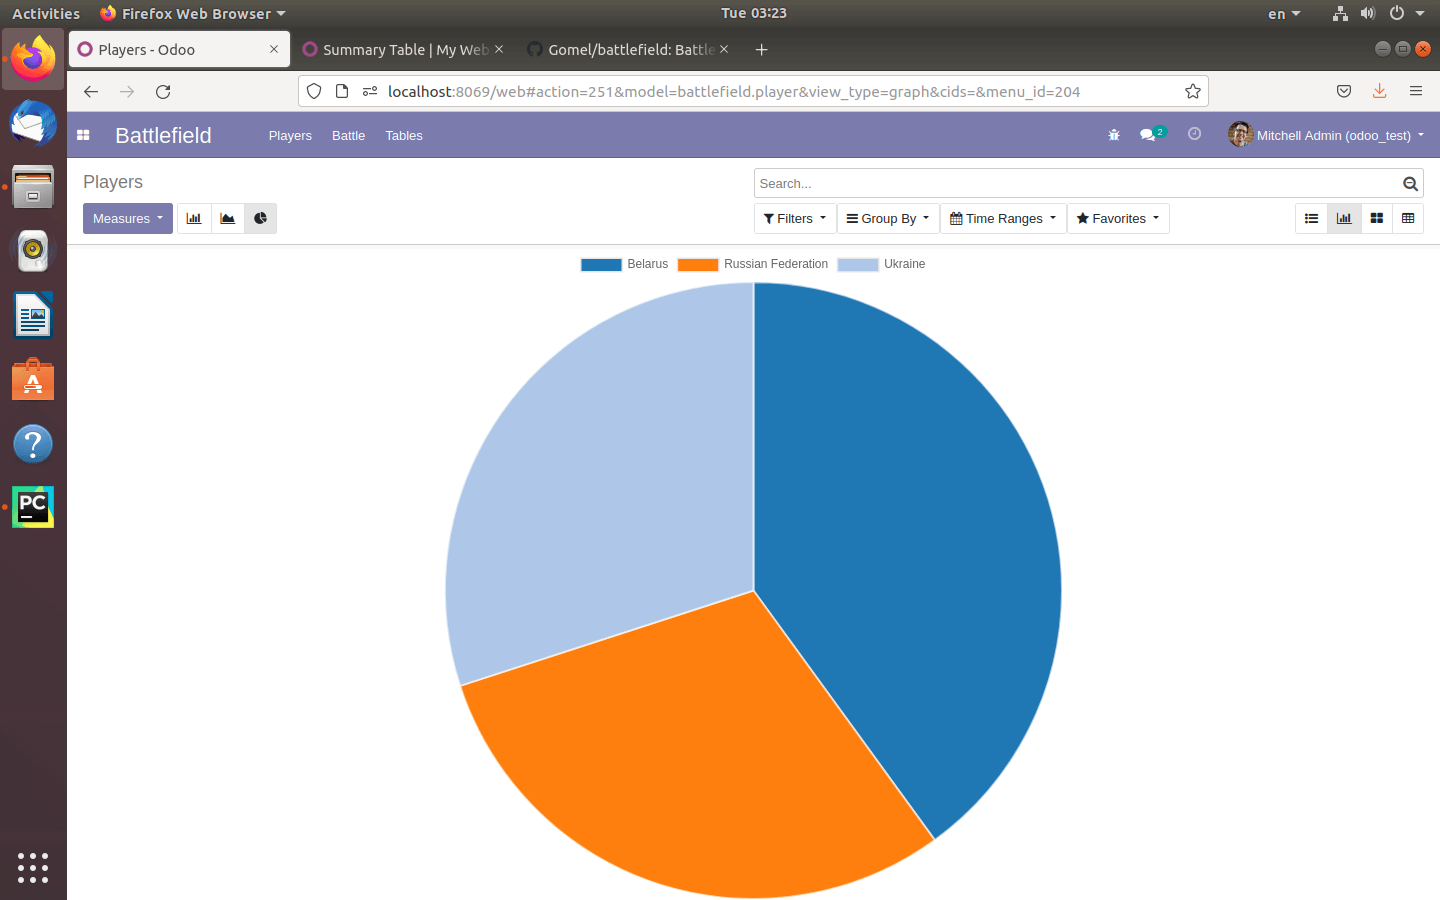 Activities Firefox Web Browser Tue 03:23 en
Players - Odoo Summary Table | My Web Gomel/battlefield: Battle
localhost:8069/web#action=251&model=battlefield.player&view_type=graph&cids=&menu_id=204
Battlefield Players Battle Tables 2 Mitchell Admin (odoo_test)
Players Search...
Measures Filters Group By Time Ranges Favorites
Belarus Russian Federation Ukraine
A
?
PC